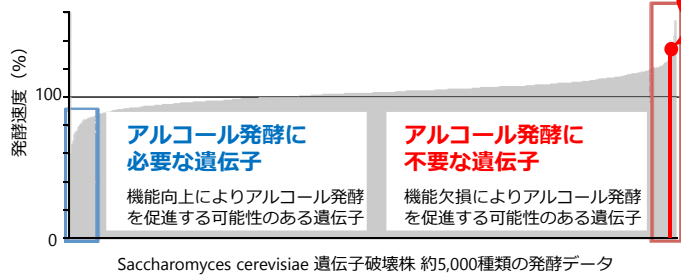 発酵速度（%）
100
0
アルコール発酵に
必要な遺伝子
機能向上によりアルコール発酵
を促進する可能性のある遺伝子
アルコール発酵に
不要な遺伝子
機能欠損によりアルコール発酵
を促進する可能性のある遺伝子
Saccharomyces cerevisiae 遺伝子破壊株 約5,000種類の発酵データ